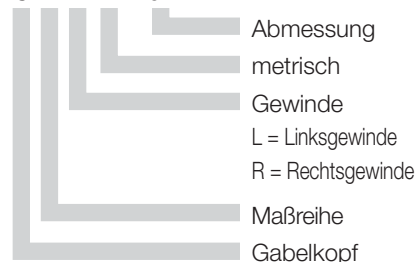 Abmessung
metrisch
Gewinde
L = Linksgewinde
R = Rechtsgewinde
Maßreihe
Gabelkopf